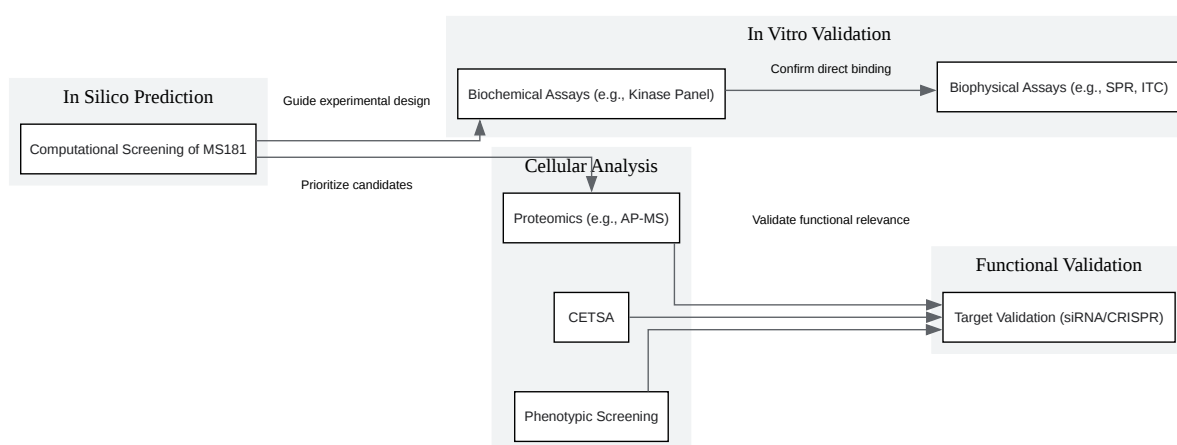 In Silico Prediction
Computational Screening of MS181
Guide experimental design
Prioritize candidates
In Vitro Validation
Biochemical Assays (e.g., Kinase Panel)
Confirm direct binding
Biophysical Assays (e.g., SPR, ITC)
Cellular Analysis
Proteomics (e.g., AP-MS)
CETSA
Phenotypic Screening
Validate functional relevance
Functional Validation
Target Validation (siRNA/CRISPR)